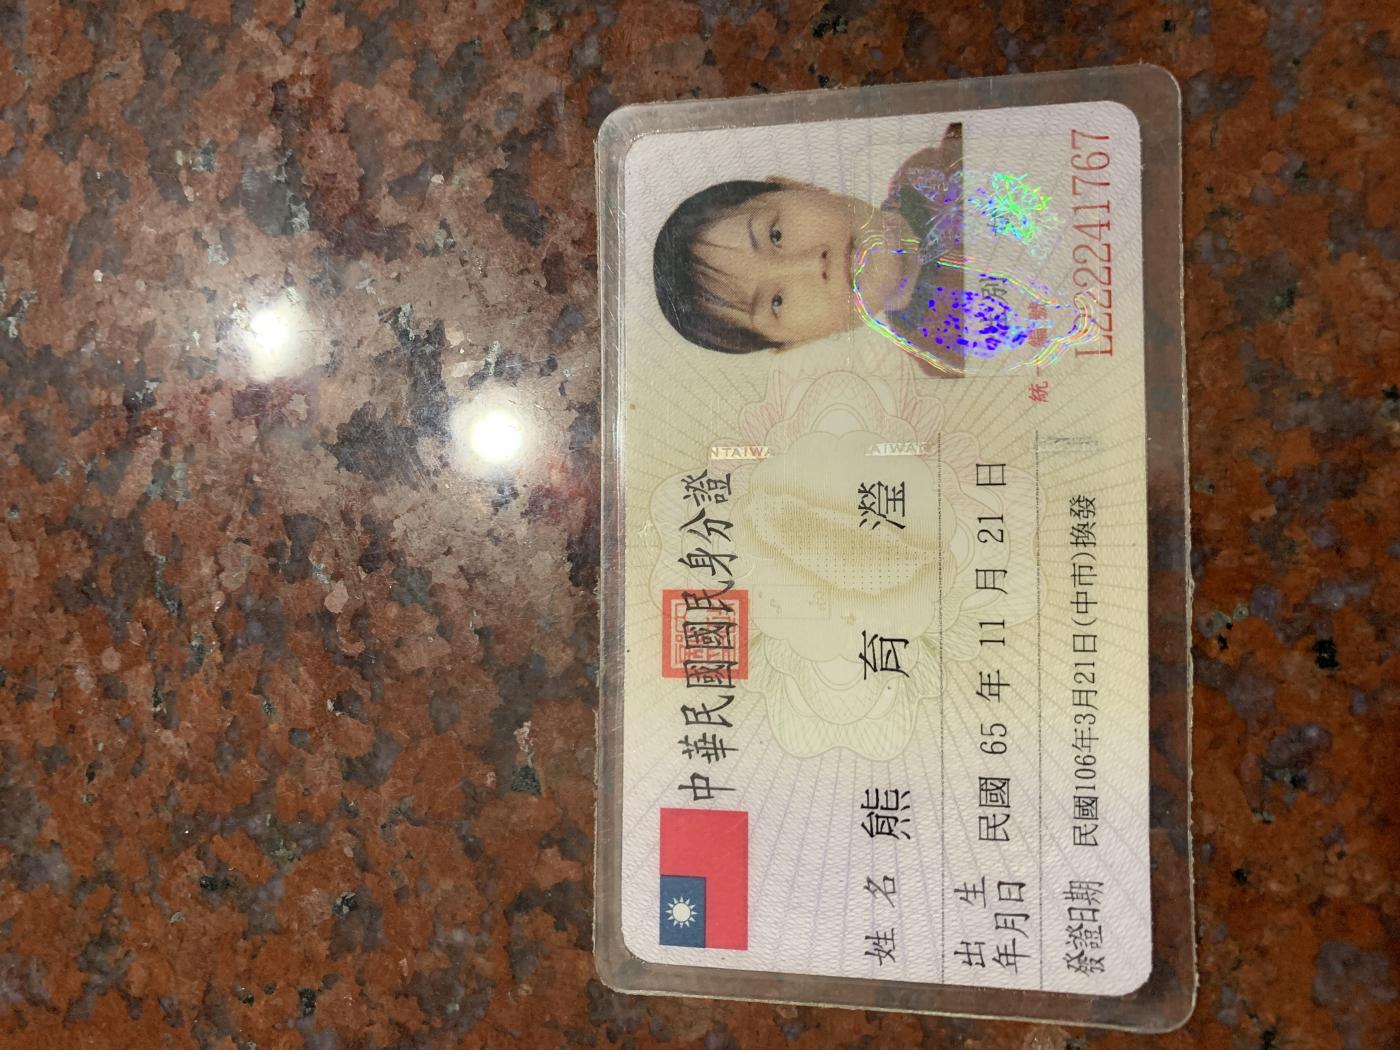 中華民國國民身分證
姓名 熊育瀅
出生年月日 民國 65 年 11 月 21 日
發證日期 民國106年3月21日(中市)換發
統一編號
L222241767